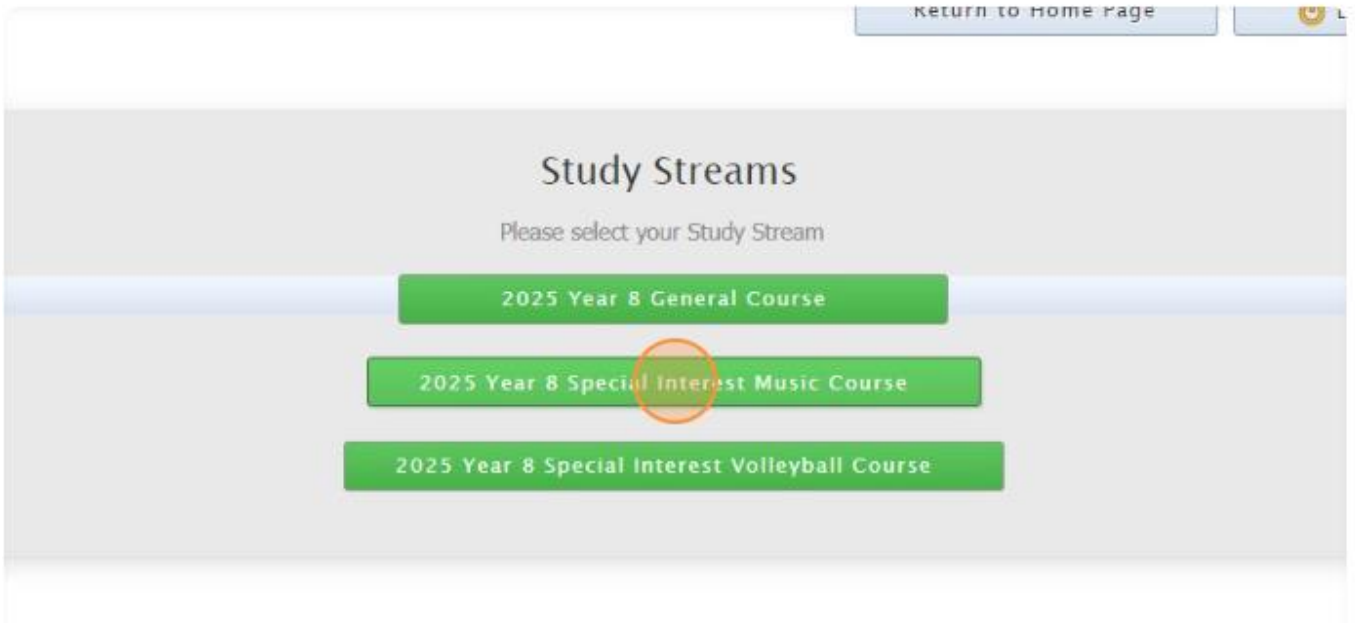 Return to Home Page
Study Streams
Please select your Study Stream
2025 Year 8 General Course
2025 Year 8 Special Interest Music Course
2025 Year 8 Special Interest Volleyball Course